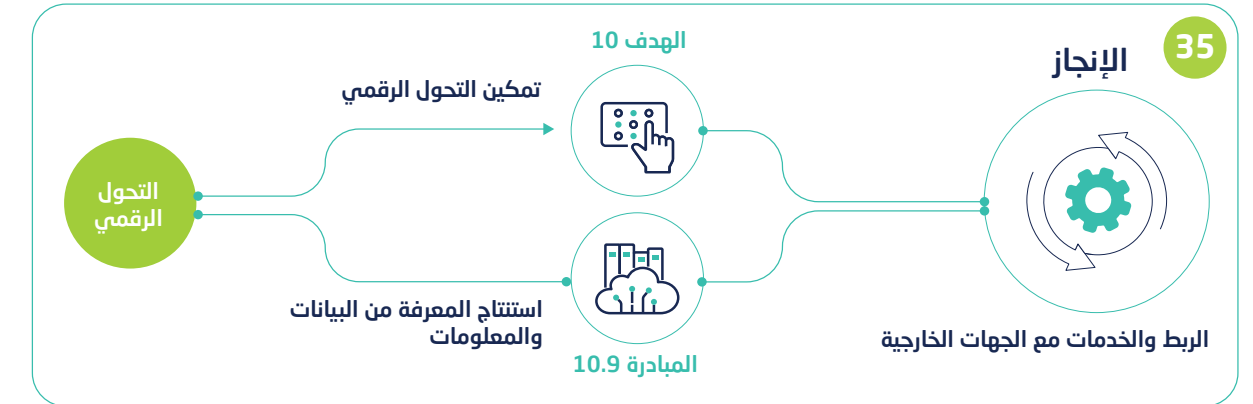 35
الإنجاز
الربط والخدمات مع الجهات الخارجية
الهدف 10
تمكين التحول الرقمي
استنتاج المعرفة من البيانات
والمعلومات
المبادرة 10.9
التحول
الرقمي